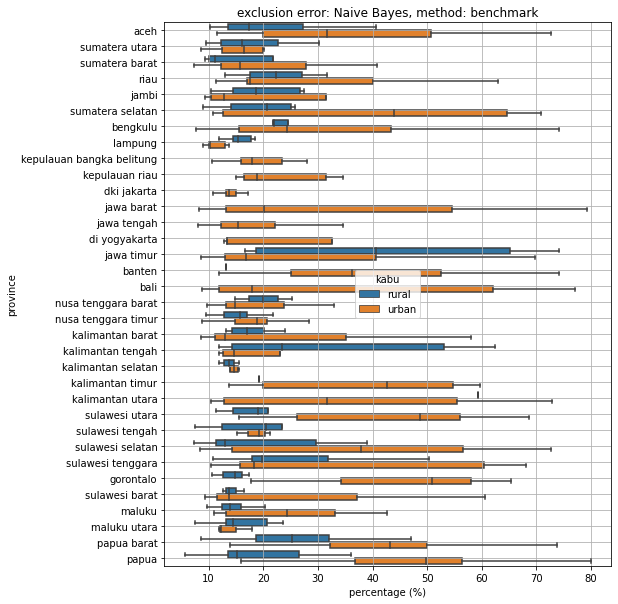 exclusion error: Naive Bayes, method: benchmark
province
aceh
sumatera utara
sumatera barat
riau
jambi
sumatera selatan
bengkulu
lampung
kepulauan bangka belitung
kepulauan riau
dki jakarta
jawa barat
jawa tengah
di yogyakarta
jawa timur
banten
bali
nusa tenggara barat
nusa tenggara timur
kalimantan barat
kalimantan tengah
kalimantan selatan
kalimantan timur
kalimantan utara
sulawesi utara
sulawesi tengah
sulawesi selatan
sulawesi tenggara
gorontalo
sulawesi barat
maluku
maluku utara
papua barat
papua
kabu
rural
urban
10 20 30 40 50 60 70 80
percentage (%)